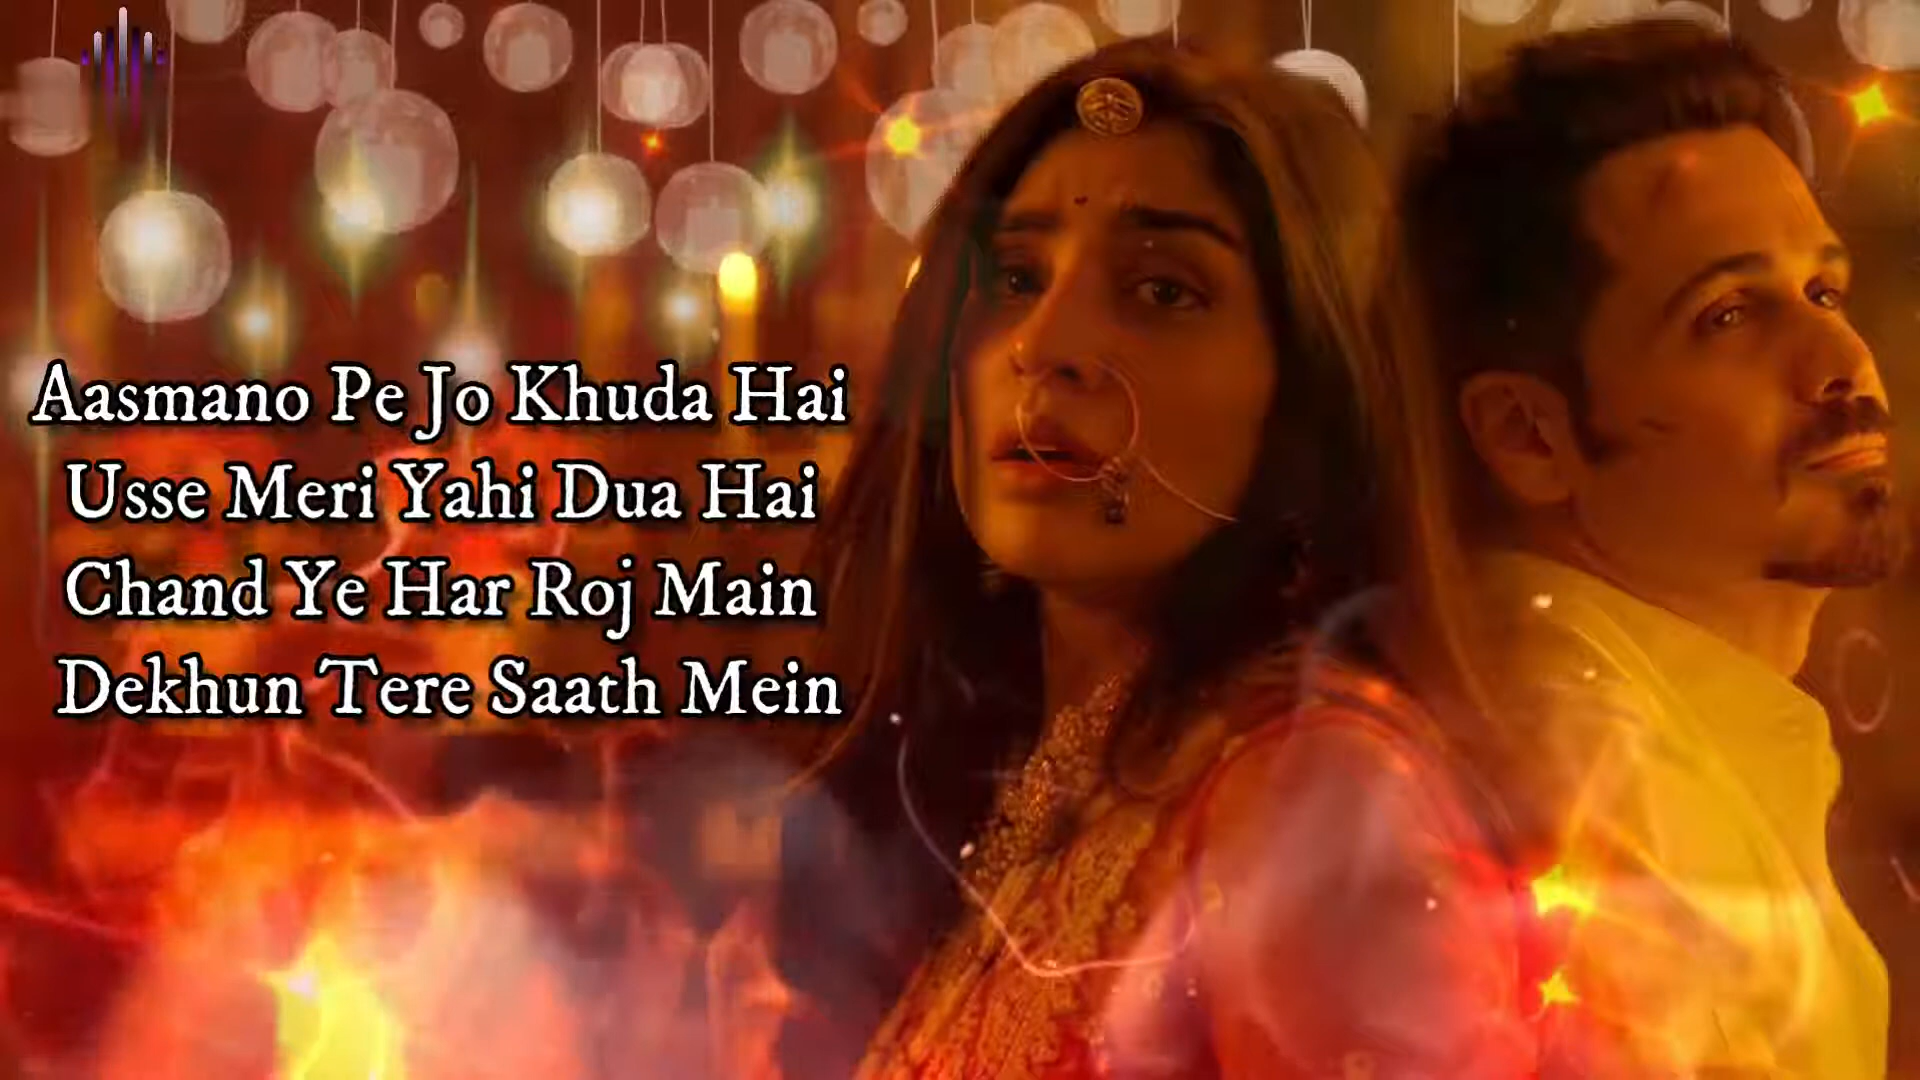 Aasmano Pe Jo Khuda Hai
Usse Meri Yahi Dua Hai
Chand Ye Har Roj Main
Dekhun Tere Saath Mein